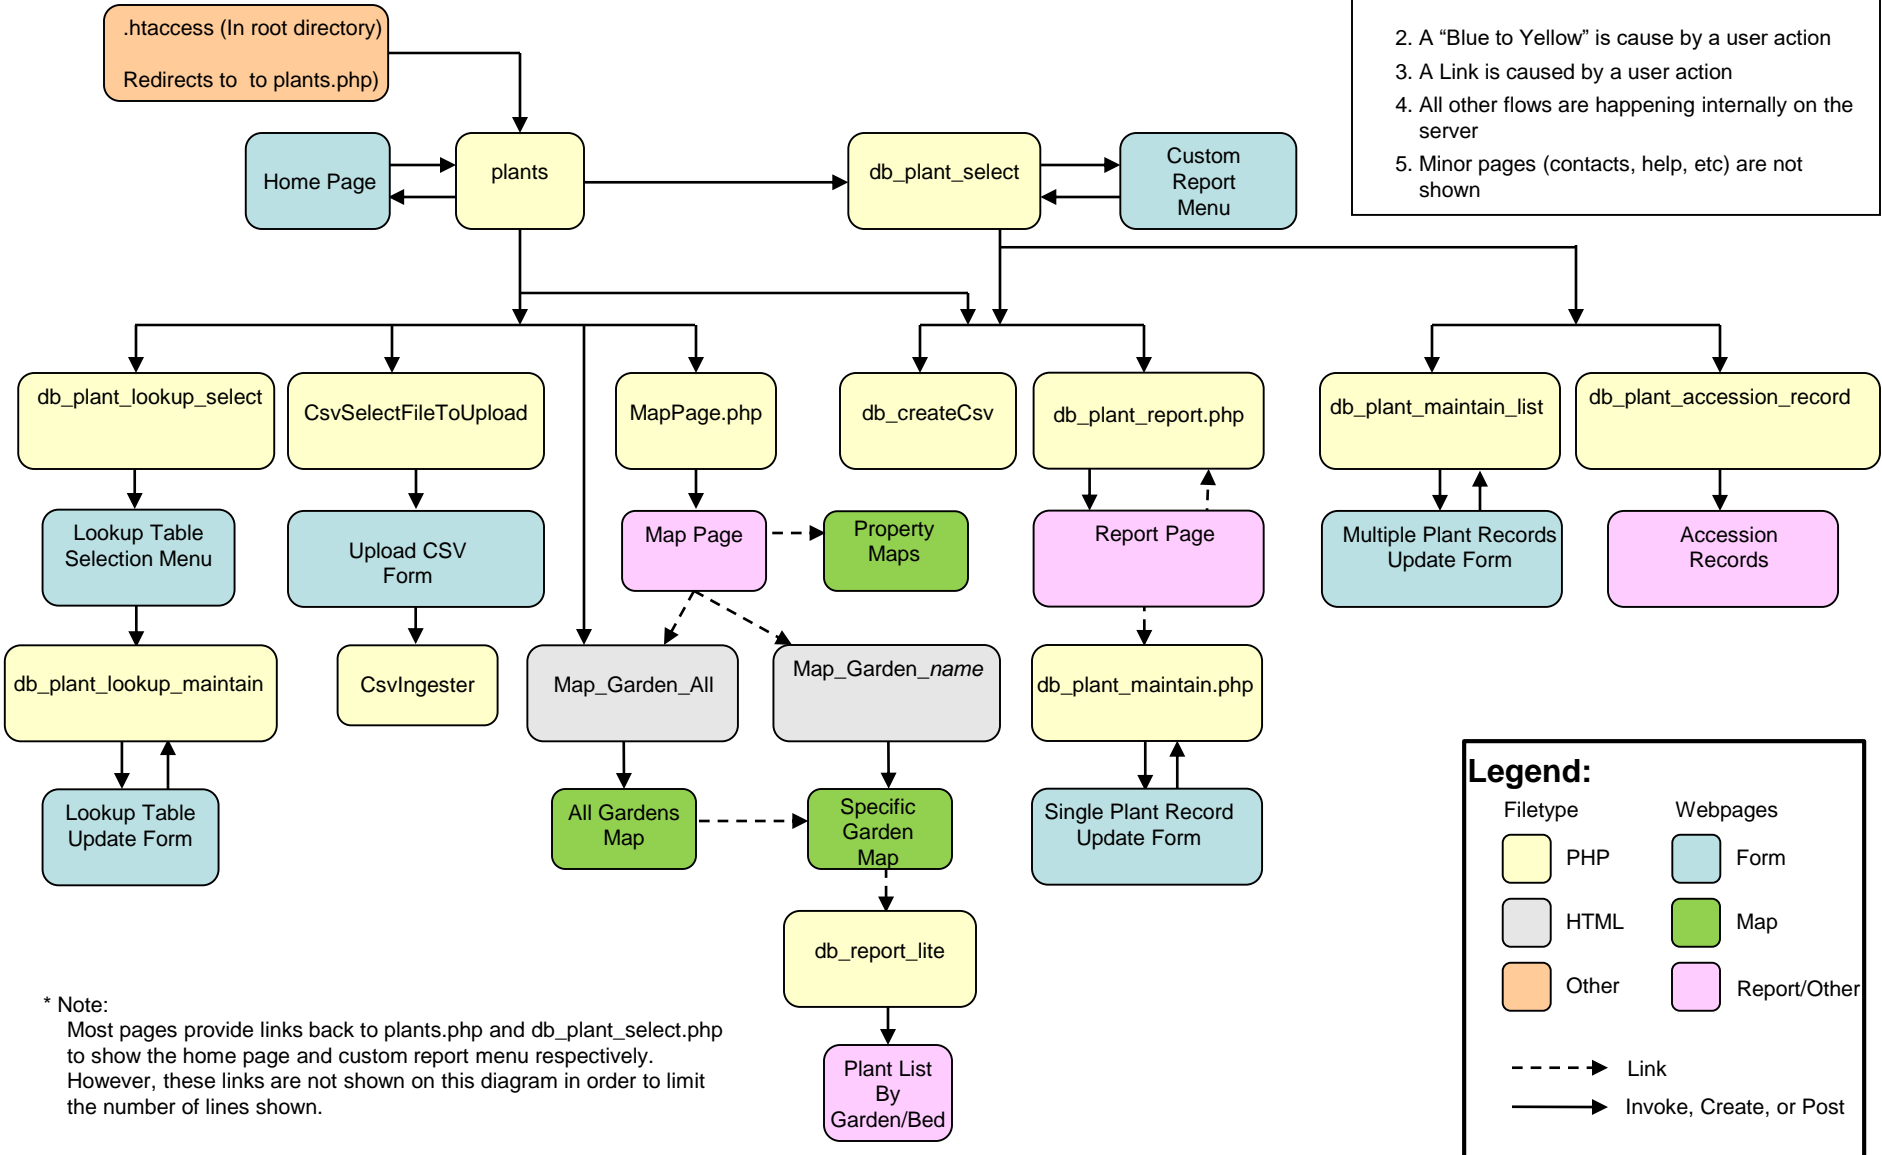 .htaccess (In root directory)
Redirects to  to plants.php)
2. A “Blue to Yellow” is cause by a user action
3. A Link is caused by a user action
4. All other flows are happening internally on the
server
5. Minor pages (contacts, help, etc) are not
shown
Home Page
plants
db_plant_select
Custom
Report
Menu
db_plant_lookup_select
CsvSelectFileToUpload
MapPage.php
db_createCsv
db_plant_report.php
db_plant_maintain_list
db_plant_accession_record
Lookup Table
Selection Menu
Upload CSV
Form
Map Page
Property
Maps
Report Page
Multiple Plant Records
Update Form
Accession
Records
db_plant_lookup_maintain
CsvIngester
Map_Garden_All
Map_Garden_name
db_plant_maintain.php
Lookup Table
Update Form
All Gardens
Map
Specific
Garden
Map
Single Plant Record
Update Form
db_report_lite
Plant List
By
Garden/Bed
* Note:
Most pages provide links back to plants.php and db_plant_select.php
to show the home page and custom report menu respectively.
However, these links are not shown on this diagram in order to limit
the number of lines shown.
Legend:
Filetype
Webpages
PHP
Form
HTML
Map
Other
Report/Other
Link
Invoke, Create, or Post